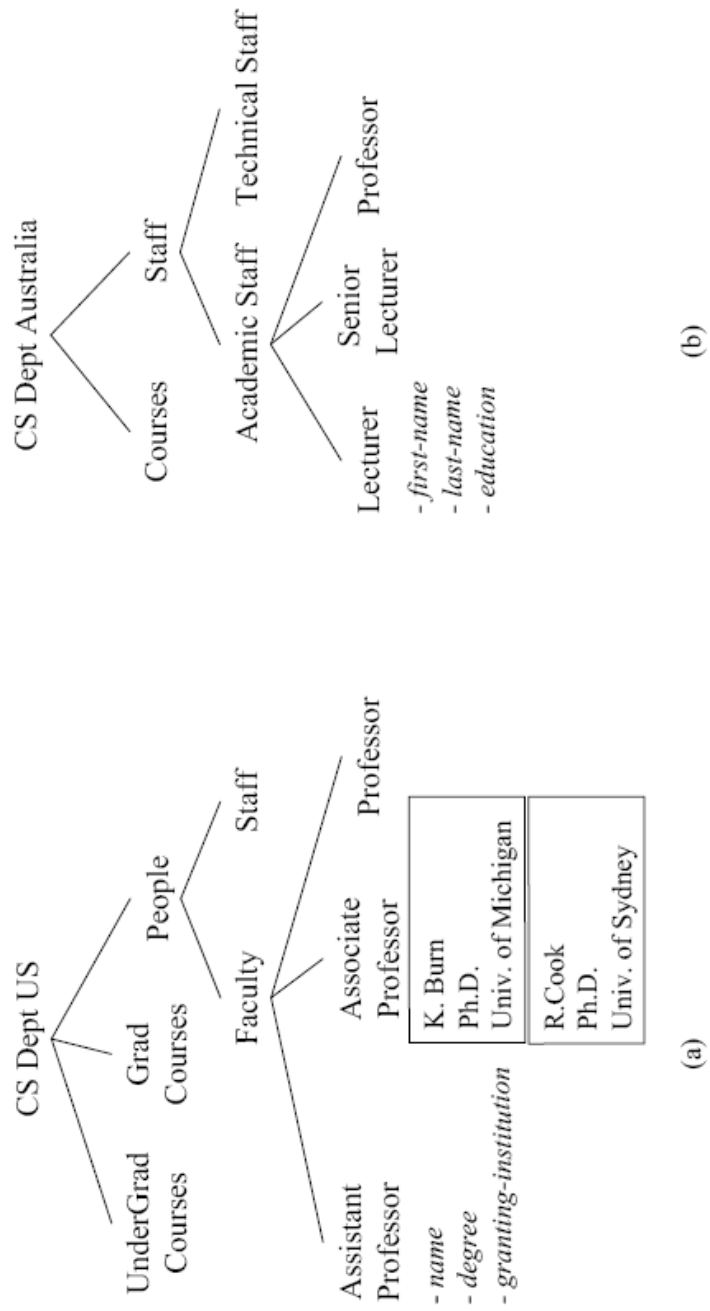 CS Dept US
UnderGrad
Courses
Grad
Courses
People
Faculty
Staff
Assistant
Professor
Associate
Professor
Professor
- name
- degree
- granting-institution
K. Burn
Ph.D.
Univ. of Michigan
R.Cook
Ph.D.
Univ. of Sydney
(a)
CS Dept Australia
Courses
Staff
Academic Staff
Technical Staff
Lecturer
Senior
Lecturer
Professor
- first-name
- last-name
- education
(b)